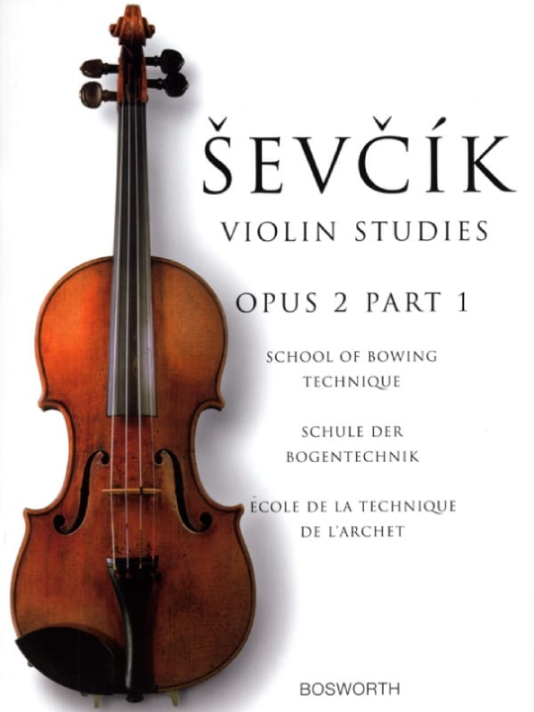 ŠEVČÍK
VIOLIN STUDIES
OPUS 2 PART 1
SCHOOL OF BOWING
TECHNIQUE
SCHULE DER
BOGENTECHNIK
ÉCOLE DE LA TECHNIQUE
DE L'ARCHET
BOSWORTH